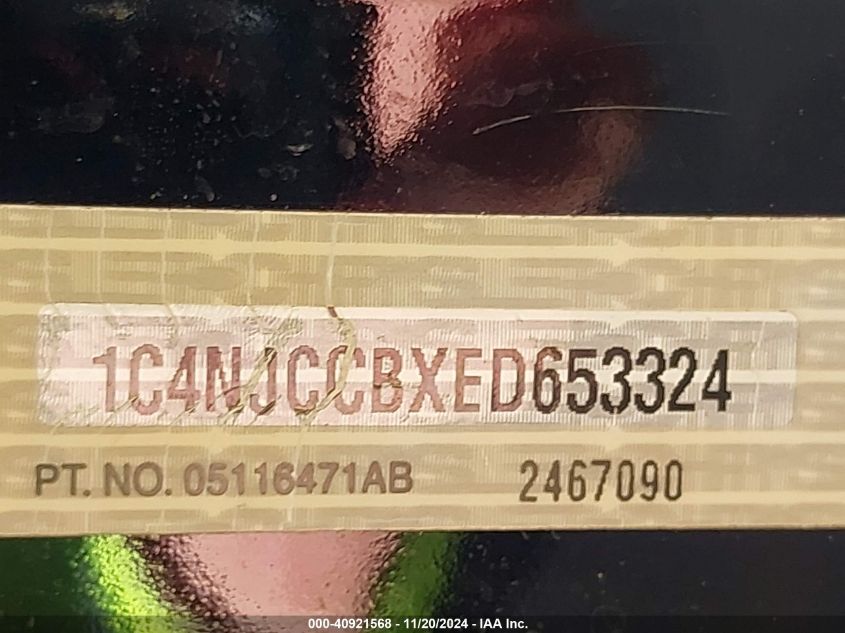 1C4NJCCBXED653324
PT. NO. 05116471AB 2467090
000-40921568 - 11/20/2024 - IAA Inc.